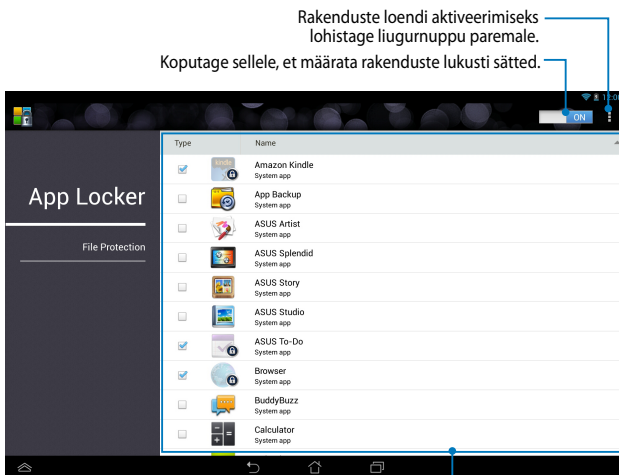 Rakenduste loendi aktiveerimiseks
lohistage liugurnuppu paremale.
Koputage sellele, et määrata rakenduste lukusti sätted.
ON
App Locker
File Protection
Type Name
kindle
Amazon Kindle
System app
App Backup
System app
ASUS Artist
System app
ASUS Splendid
System app
ASUS Story
System app
ASUS Studio
System app
ASUS To-Do
System app
Browser
System app
BuddyBuzz
System app
Calculator
System app